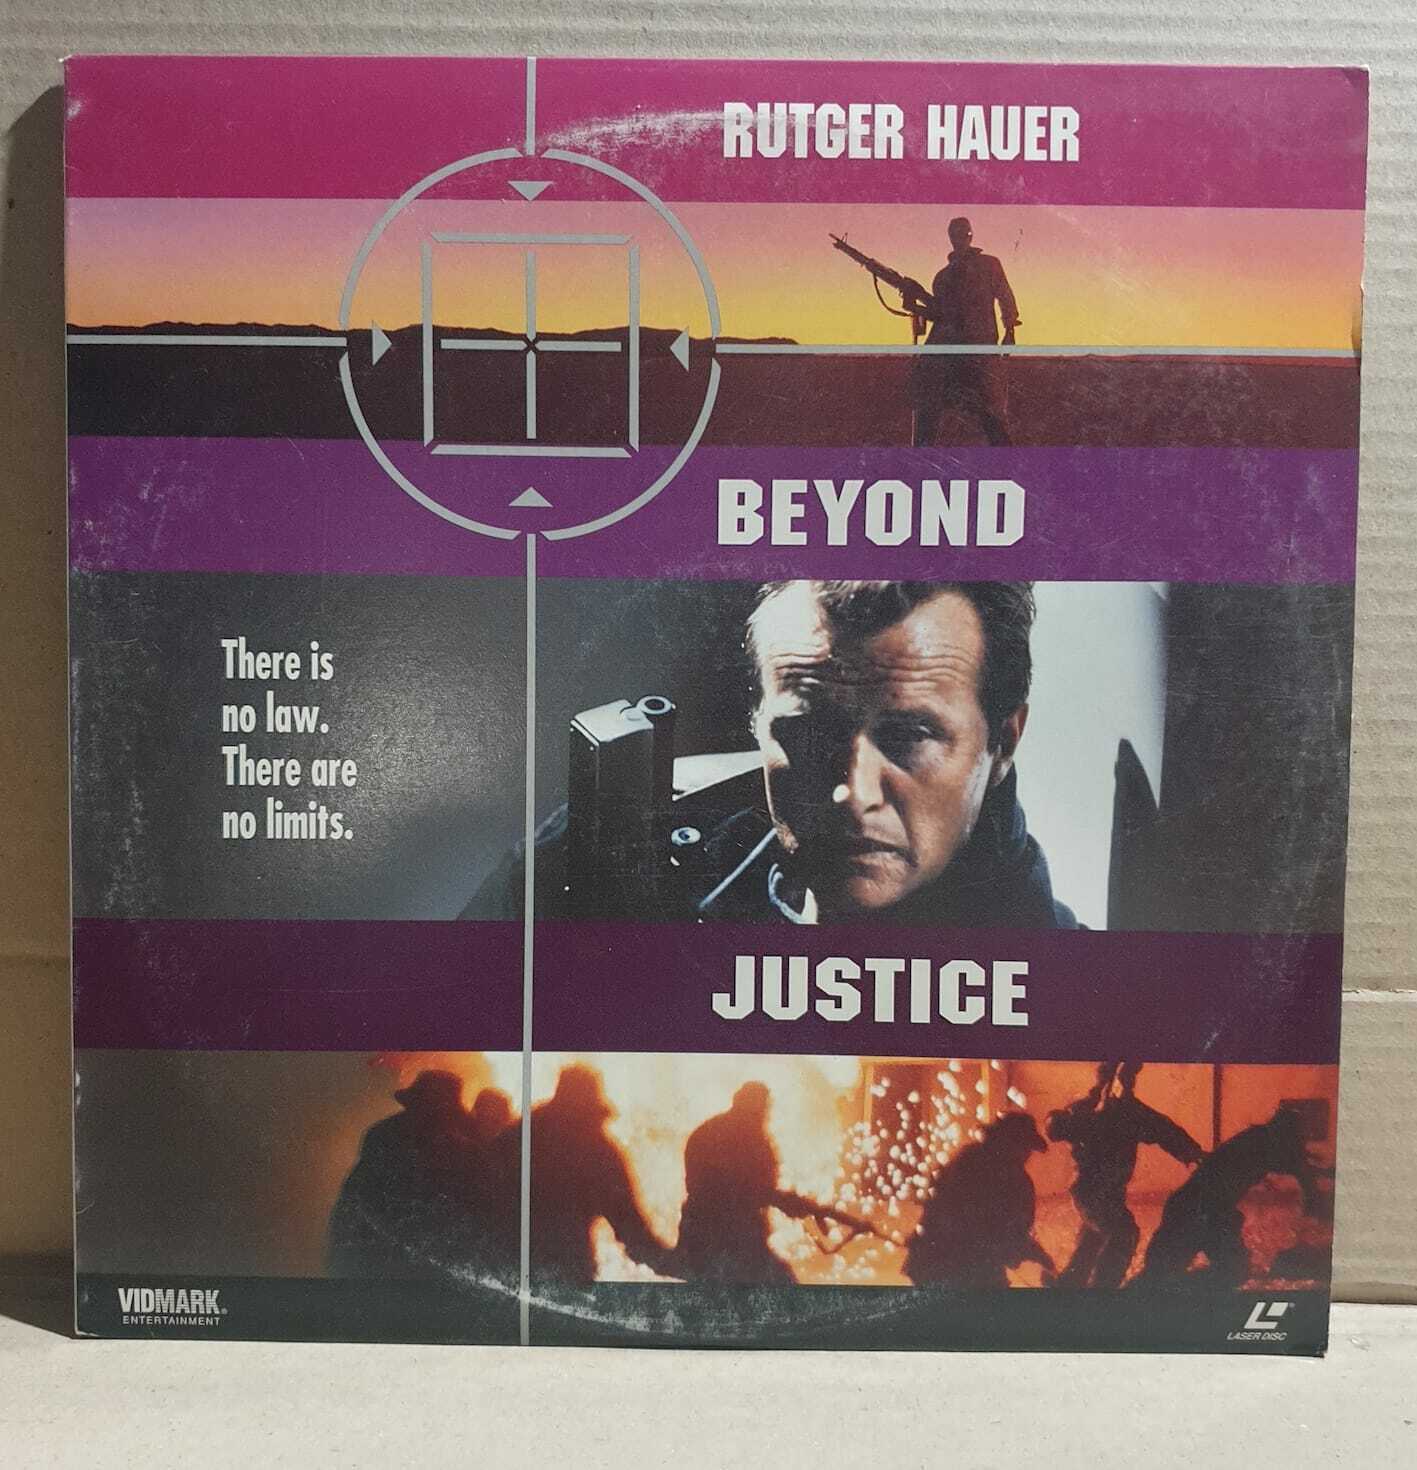 RUTGER HAUER
BEYOND
There is
no law.
There are
no limits.
JUSTICE
VIDMARK®
ENTERTAINMENT
LASER DISC